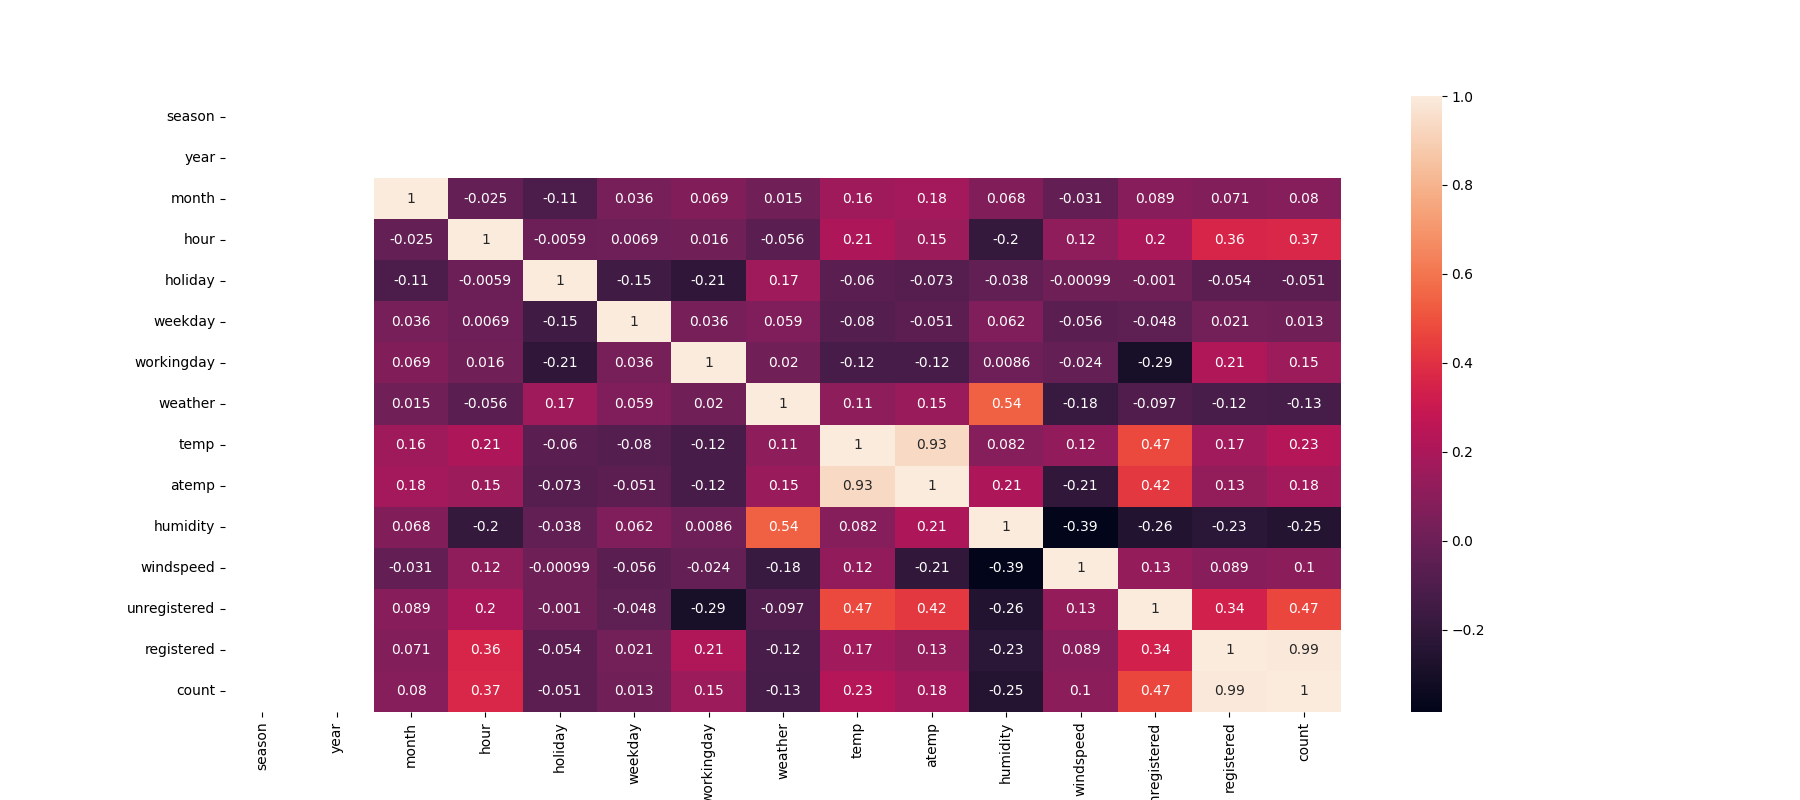 season
year
month 1 -0.025 -0.11 0.036 0.069 0.015 0.16 0.18 0.068 -0.031 0.089 0.071 0.08
hour -0.025 1 -0.0059 0.0069 0.016 -0.056 0.21 0.15 -0.2 0.12 0.2 0.36 0.37
holiday -0.11 -0.0059 1 -0.15 -0.21 0.17 -0.06 -0.073 -0.038 -0.00099 -0.001 -0.054 -0.051
weekday 0.036 0.0069 -0.15 1 0.036 0.059 -0.08 -0.051 0.062 -0.056 -0.048 0.021 0.013
workingday 0.069 0.016 -0.21 0.036 1 0.02 -0.12 -0.12 0.0086 -0.024 -0.29 0.21 0.15
weather 0.015 -0.056 0.17 0.059 0.02 1 0.11 0.15 0.54 -0.18 -0.097 -0.12 -0.13
temp 0.16 0.21 -0.06 -0.08 -0.12 0.11 1 0.93 0.082 0.12 0.47 0.17 0.23
atemp 0.18 0.15 -0.073 -0.051 -0.12 0.15 0.93 1 0.21 -0.21 0.42 0.13 0.18
humidity 0.068 -0.2 -0.038 0.062 0.0086 0.54 0.082 0.21 1 -0.39 -0.26 -0.23 -0.25
windspeed -0.031 0.12 -0.00099 -0.056 -0.024 -0.18 0.12 -0.21 -0.39 1 0.13 0.089 0.1
unregistered 0.089 0.2 -0.001 -0.048 -0.29 -0.097 0.47 0.42 -0.26 0.13 1 0.34 0.47
registered 0.071 0.36 -0.054 0.021 0.21 -0.12 0.17 0.13 -0.23 0.089 0.34 1 0.99
count 0.08 0.37 -0.051 0.013 0.15 -0.13 0.23 0.18 -0.25 0.1 0.47 0.99 1
season
year
month
hour
holiday
weekday
workingday
weather
temp
atemp
humidity
windspeed
nregistered
registered
count
1.0
0.8
0.6
0.4
0.2
0.0
−0.2